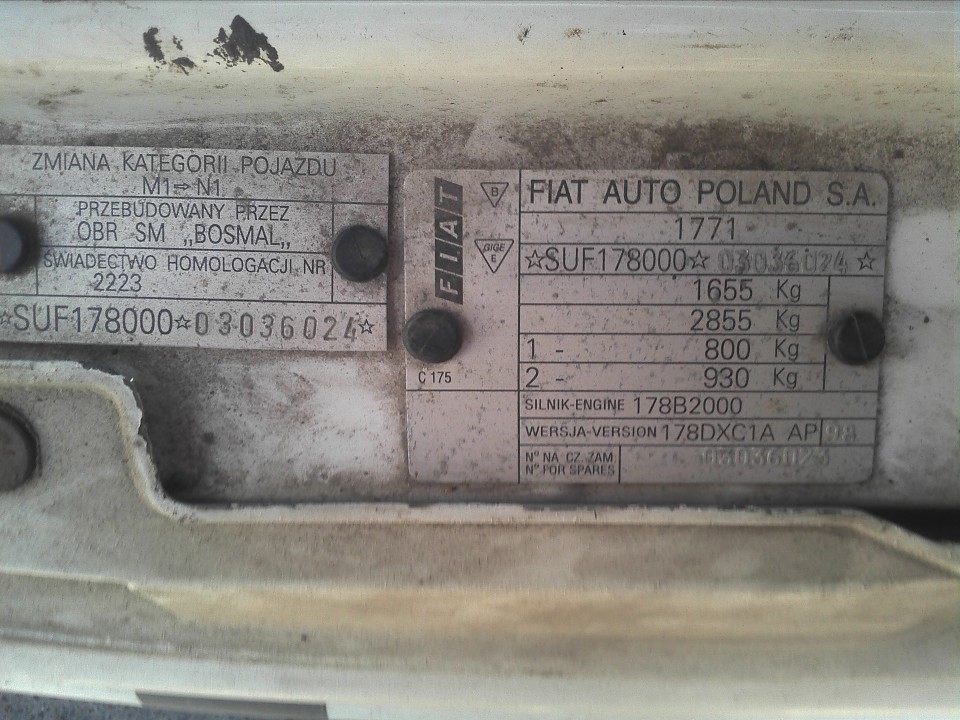 ZMIANA KATEGORII POJAZDU
M1⇨N1
PRZEBUDOWANY PRZEZ
OBR SM „BOSMAL„
ŚWIADECTWO HOMOLOGACJI NR
2223
☆SUF178000☆03036024☆
FIAT
B
GIGE
E
C 175
FIAT AUTO POLAND S.A.
1771
☆SUF178000☆ 03036024 ☆
1655 Kg
2855 Kg
1 - 800 Kg
2 - 930 Kg
SILNIK-ENGINE 178B2000
WERSJA-VERSION 178DXC1A AP
N° NA CZ. ZAM.
N° FOR SPARES 03036023